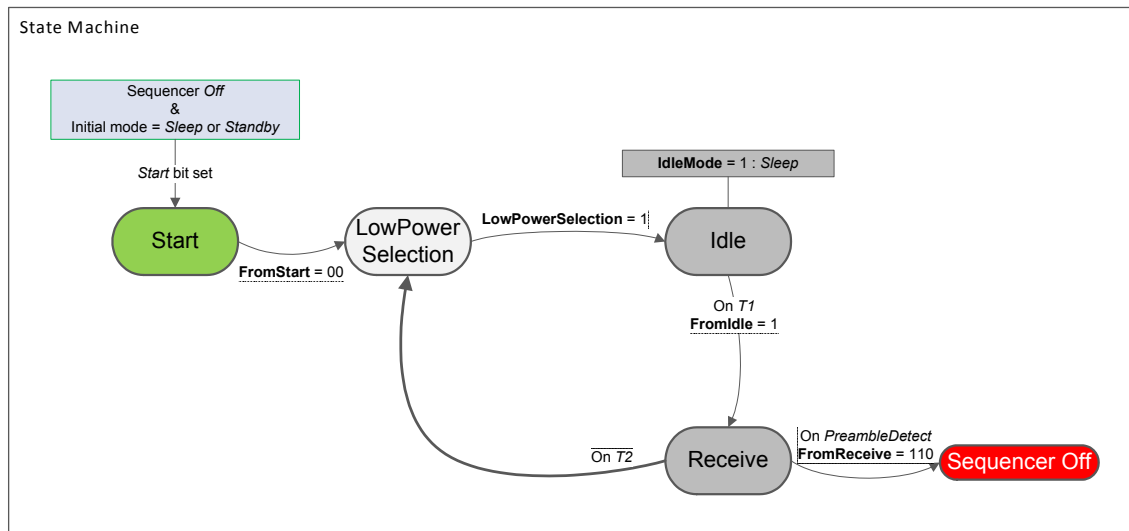 State Machine
Sequencer Off
&
Initial mode = Sleep or Standby
Start bit set
IdleMode = 1 : Sleep
Start
FromStart = 00
LowPower
Selection
LowPowerSelection = 1
Idle
On T1
FromIdle = 1
On T2
Receive
On PreambleDetect
FromReceive = 110
Sequencer Off